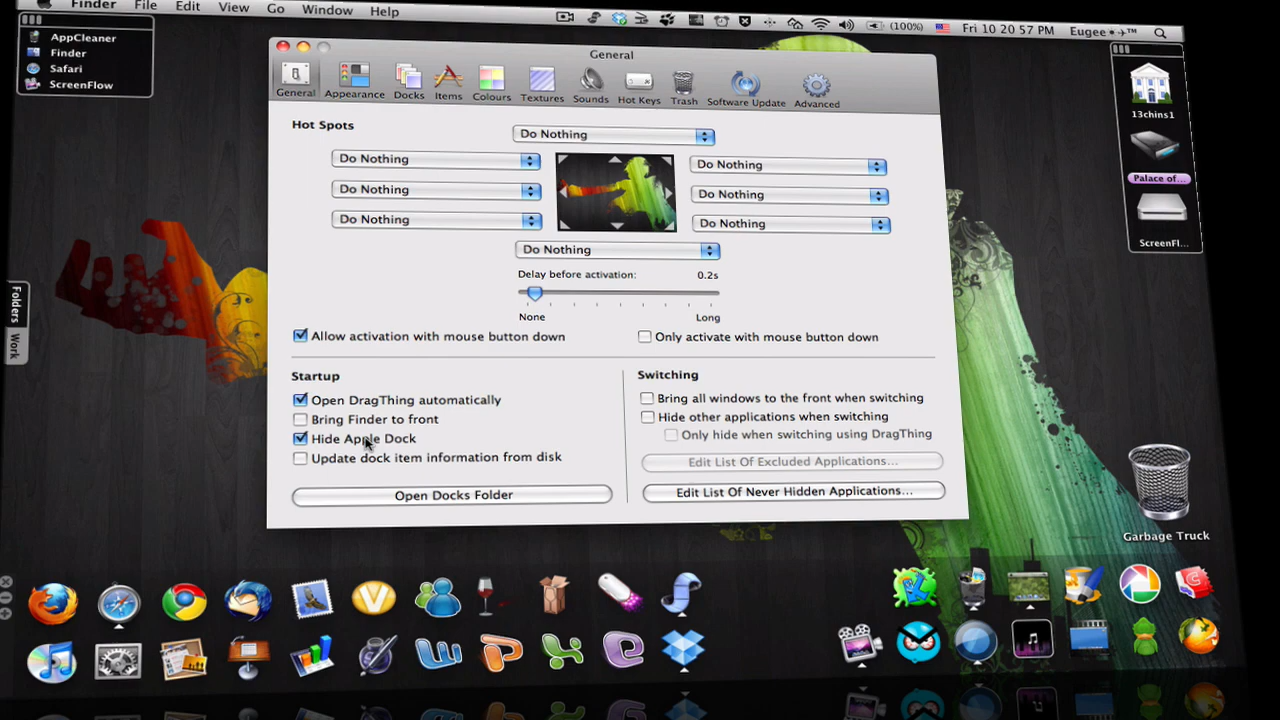 Finder File Edit View Go Window Help (100%) Fri 10 20 57 PM Eugee
AppCleaner
Finder
Safari
ScreenFlow
General
General Appearance Docks Items Colours Textures Sounds Hot Keys Trash Software Update Advanced
Hot Spots
Do Nothing
Do Nothing
Do Nothing
Do Nothing
Do Nothing
Do Nothing
Do Nothing
Do Nothing
Delay before activation: 0.2s
None Long
Allow activation with mouse button down
Only activate with mouse button down
Startup
Open DragThing automatically
Bring Finder to front
Hide Apple Dock
Update dock item information from disk
Open Docks Folder
Switching
Bring all windows to the front when switching
Hide other applications when switching
Only hide when switching using DragThing
Edit List Of Excluded Applications...
Edit List Of Never Hidden Applications...
13chins1
Palace of...
ScreenFl...
Folders
Work
Garbage Truck